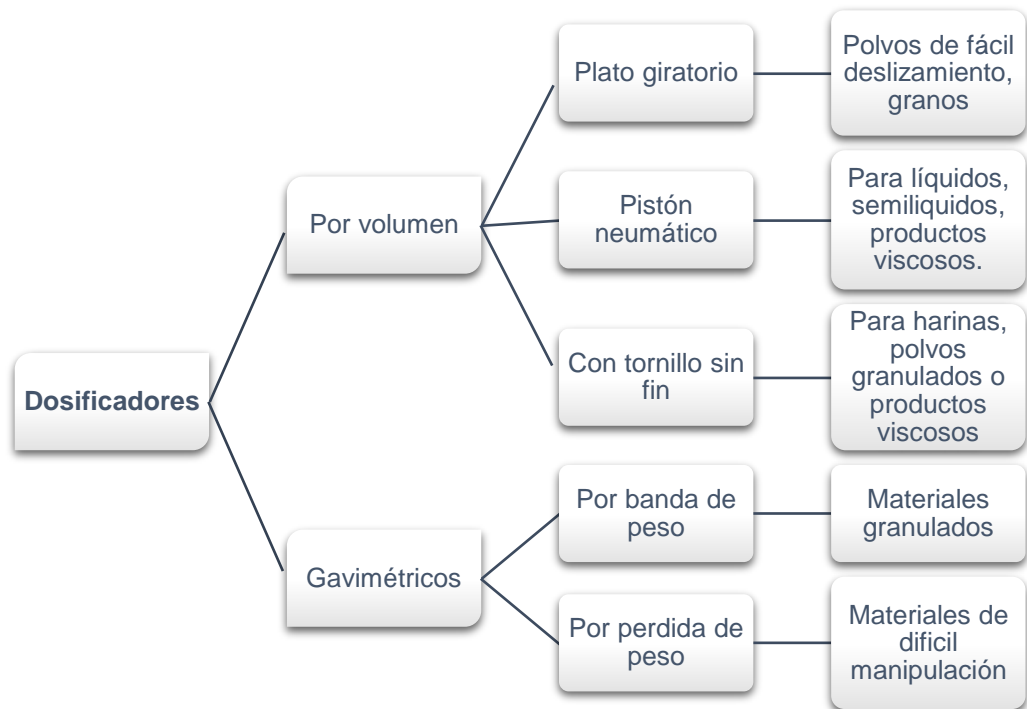 Dosificadores
Por volumen
Plato giratorio
Polvos de fácil
deslizamiento,
granos
Pistón
neumático
Para líquidos,
semiliquidos,
productos
viscosos.
Con tornillo sin
fin
Para harinas,
polvos
granulados o
productos
viscosos
Gavimétricos
Por banda de
peso
Materiales
granulados
Por perdida de
peso
Materiales de
dificil
manipulación